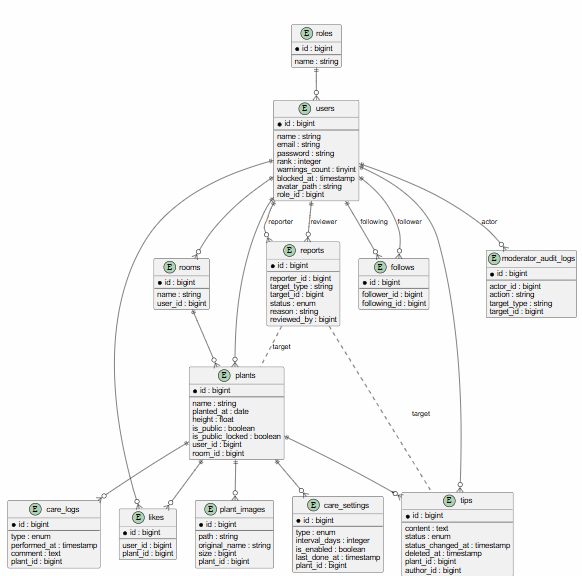 E roles
id : bigint
name : string
E users
id : bigint
name : string
email : string
password : string
rank : integer
warnings_count : tinyint
blocked_at : timestamp
avatar_path : string
role_id : bigint
reporter
reviewer
following
follower
actor
E rooms
id : bigint
name : string
user_id : bigint
E reports
id : bigint
reporter_id : bigint
target_type : string
target_id : bigint
status : enum
reason : string
reviewed_by : bigint
E follows
id : bigint
follower_id : bigint
following_id : bigint
E moderator_audit_logs
id : bigint
actor_id : bigint
action : string
target_type : string
target_id : bigint
target
E plants
id : bigint
name : string
planted_at : date
height : float
is_public : boolean
is_public_locked : boolean
user_id : bigint
room_id : bigint
target
E care_logs
id : bigint
type : enum
performed_at : timestamp
comment : text
plant_id : bigint
E likes
id : bigint
user_id : bigint
plant_id : bigint
E plant_images
id : bigint
path : string
original_name : string
size : bigint
plant_id : bigint
E care_settings
id : bigint
type : enum
interval_days : integer
is_enabled : boolean
last_done_at : timestamp
plant_id : bigint
E tips
id : bigint
content : text
status : enum
status_changed_at : timestamp
deleted_at : timestamp
plant_id : bigint
author_id : bigint